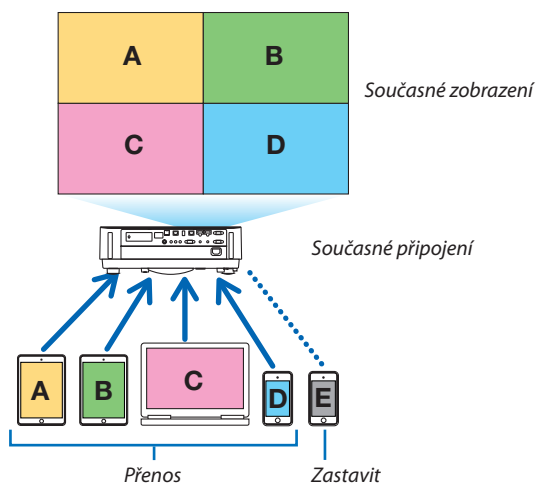 A B
Současné zobrazení
C D
Současné připojení
A B C D E
Přenos Zastavit